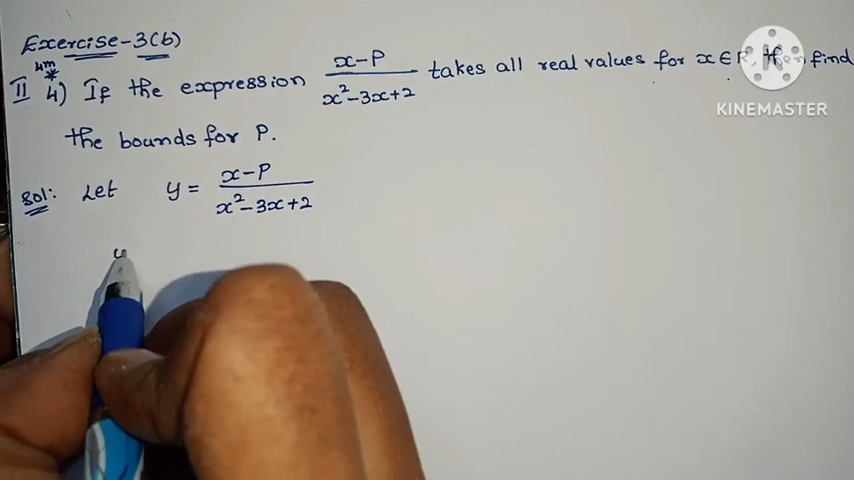 Exercise-3(b)
4m
*
II 4) If the expression x-P / x²-3x+2 takes all real values for x∈R, then find
the bounds for P.
Sol: Let y = x-P / x²-3x+2
y
KINEMASTER